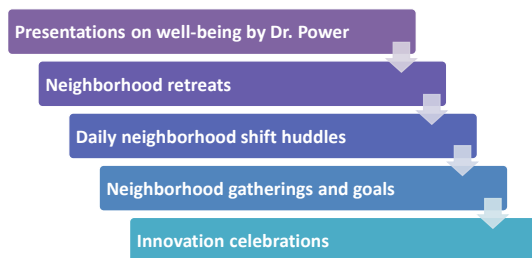 Presentations on well-being by Dr. Power
Neighborhood retreats
Daily neighborhood shift huddles
Neighborhood gatherings and goals
Innovation celebrations